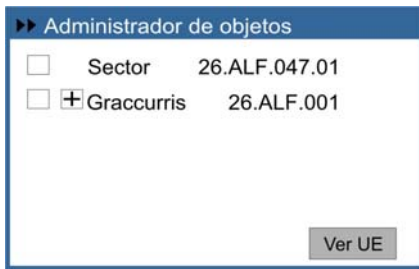 Administrador de objetos
Sector 26.ALF.047.01
Graccurris 26.ALF.001
Ver UE